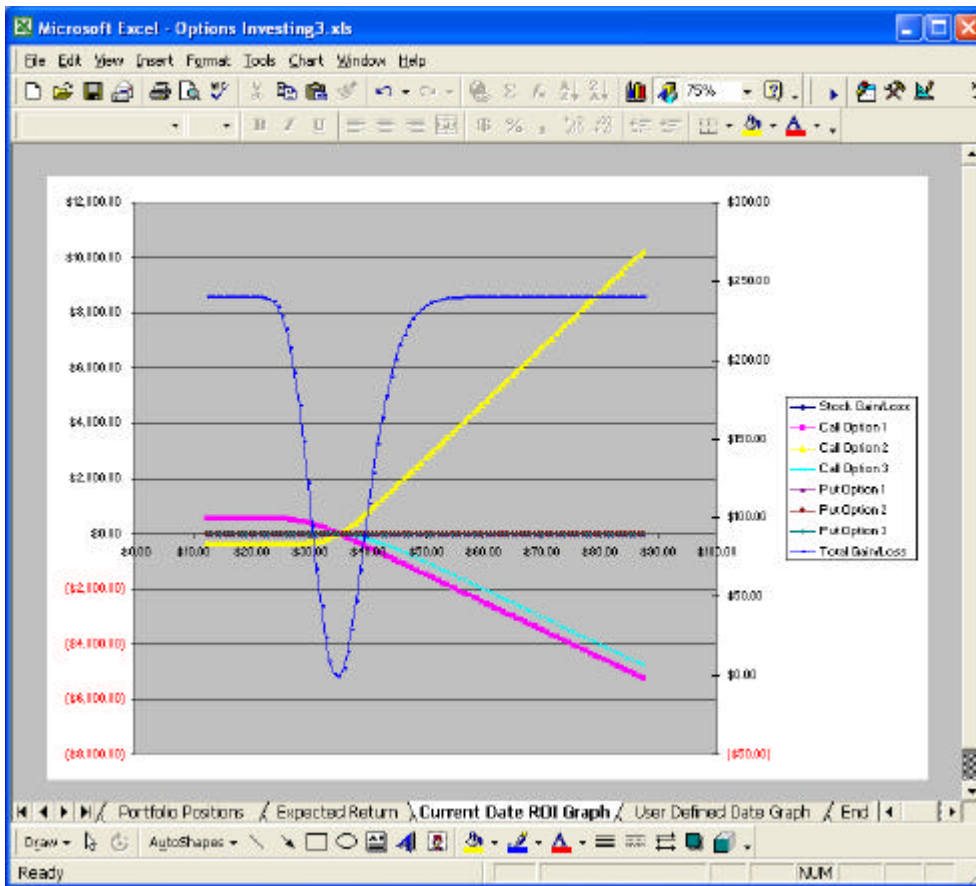 Microsoft Excel - Options Investing3.xls
File Edit View Insert Format Tools Chart Window Help
75%
B I U
$12,000.00
$10,000.00
$8,000.00
$6,000.00
$4,000.00
$2,000.00
$0.00
($2,000.00)
($4,000.00)
($6,000.00)
($8,000.00)
$0.00 $10.00 $20.00 $30.00 $40.00 $50.00 $60.00 $70.00 $80.00 $90.00 $100.00
$300.00
$250.00
$200.00
$150.00
$100.00
$50.00
$0.00
($50.00)
Stock Gain/Loss
Call Option 1
Call Option 2
Call Option 3
Put Option 1
Put Option 2
Put Option 3
Total Gain/Loss
Portfolio Positions Expected Return Current Date ROI Graph User Defined Date Graph End
Draw AutoShapes
Ready NUM